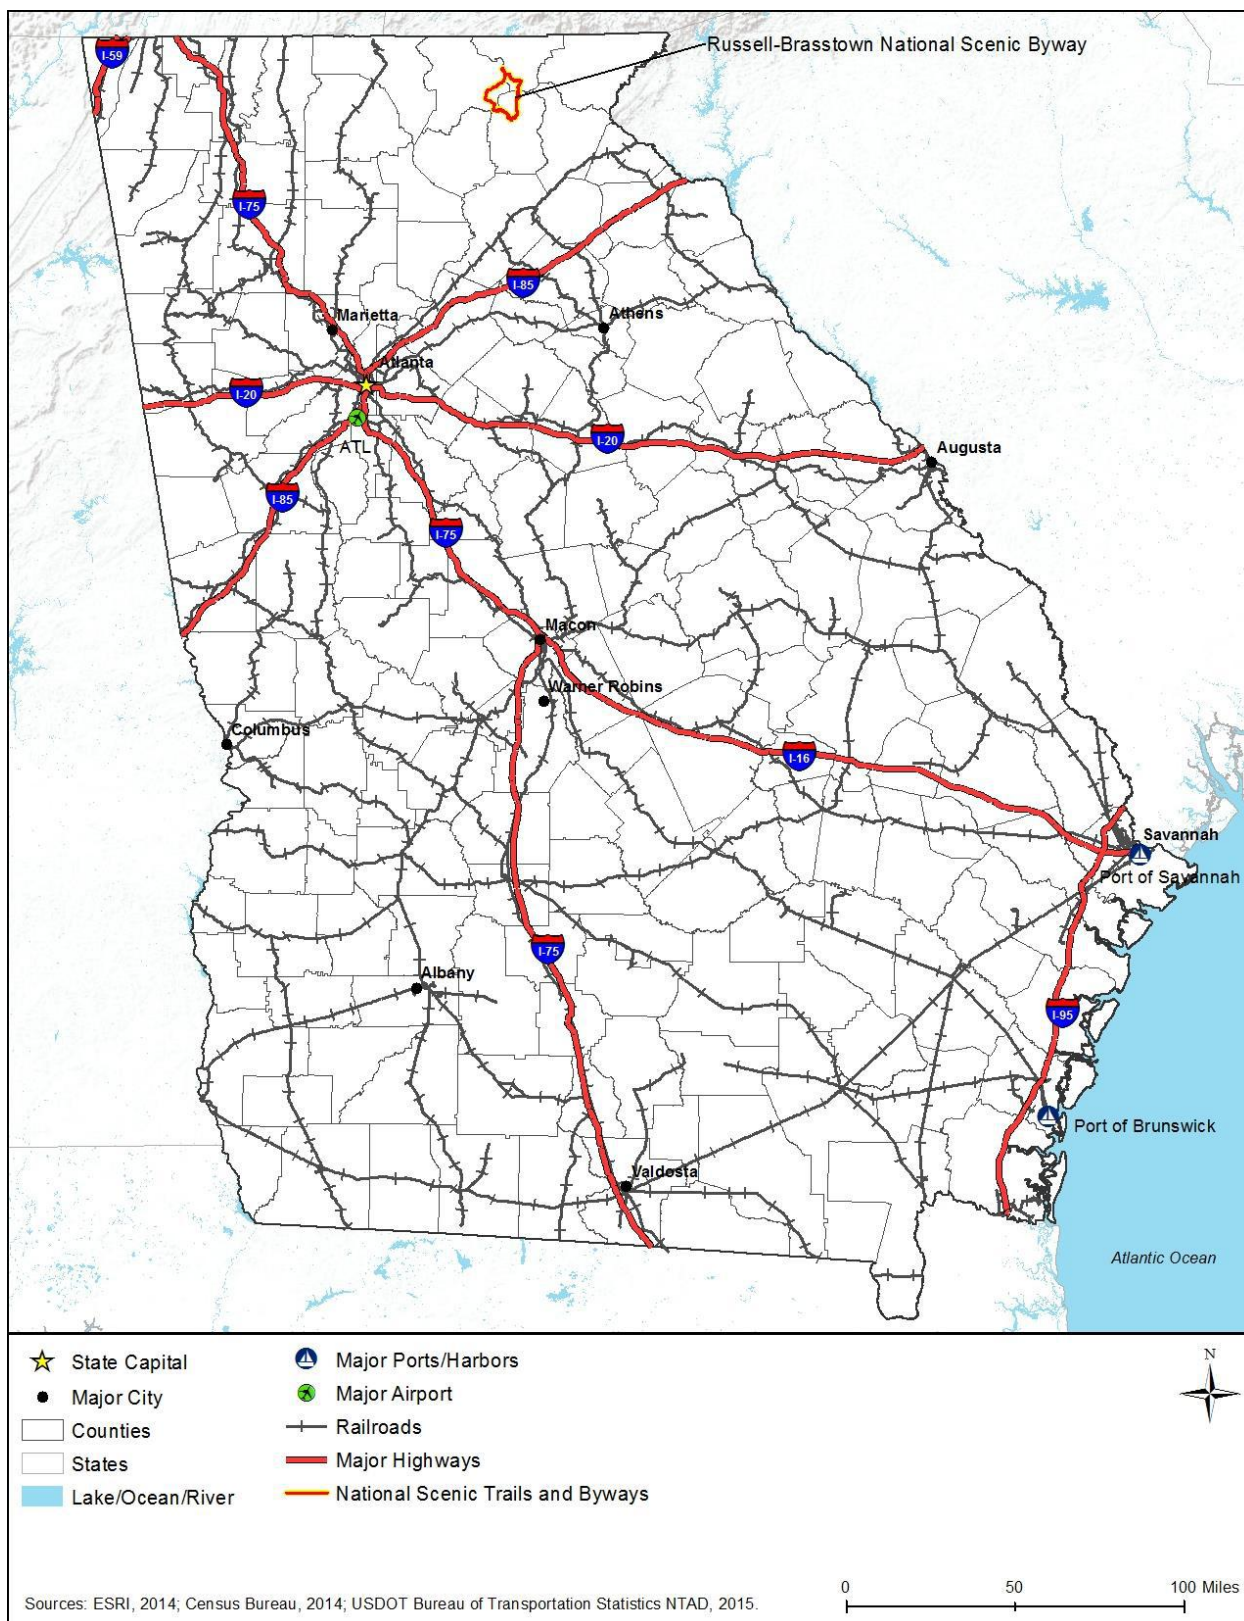 Russell-Brasstown National Scenic Byway
I-59
I-75
I-85
Marietta
Athens
Atlanta
I-20
I-20
ATL
Augusta
I-85
I-75
Macon
Warner Robins
Columbus
I-16
Savannah
Port of Savannah
I-75
Albany
I-95
Port of Brunswick
Valdosta
Atlantic Ocean
State Capital
Major City
Counties
States
Lake/Ocean/River
Major Ports/Harbors
Major Airport
Railroads
Major Highways
National Scenic Trails and Byways
N
0 50 100 Miles
Sources: ESRI, 2014; Census Bureau, 2014; USDOT Bureau of Transportation Statistics NTAD, 2015.